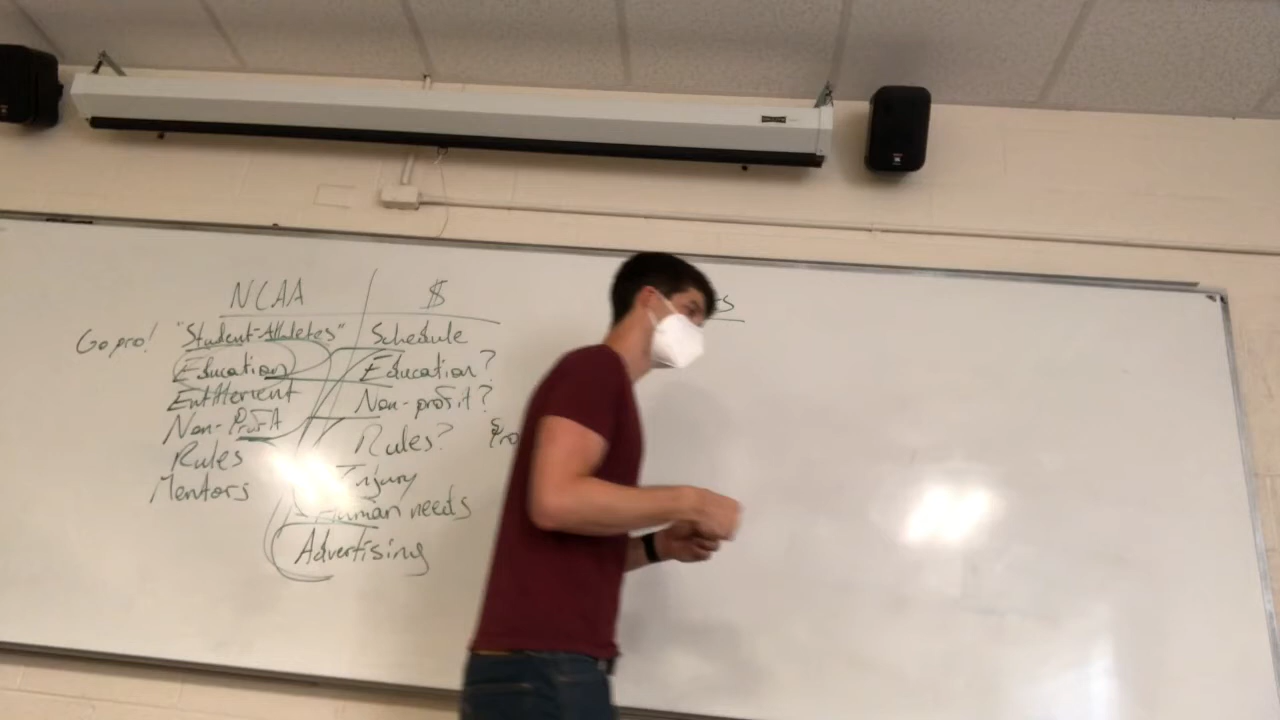 NCAA $
Go pro! "Student-Athletes" Schedule
Education Education?
Entitlement Non-profit?
Non-Profit Rules?
Rules Injury
Mentors Human needs
Advertising